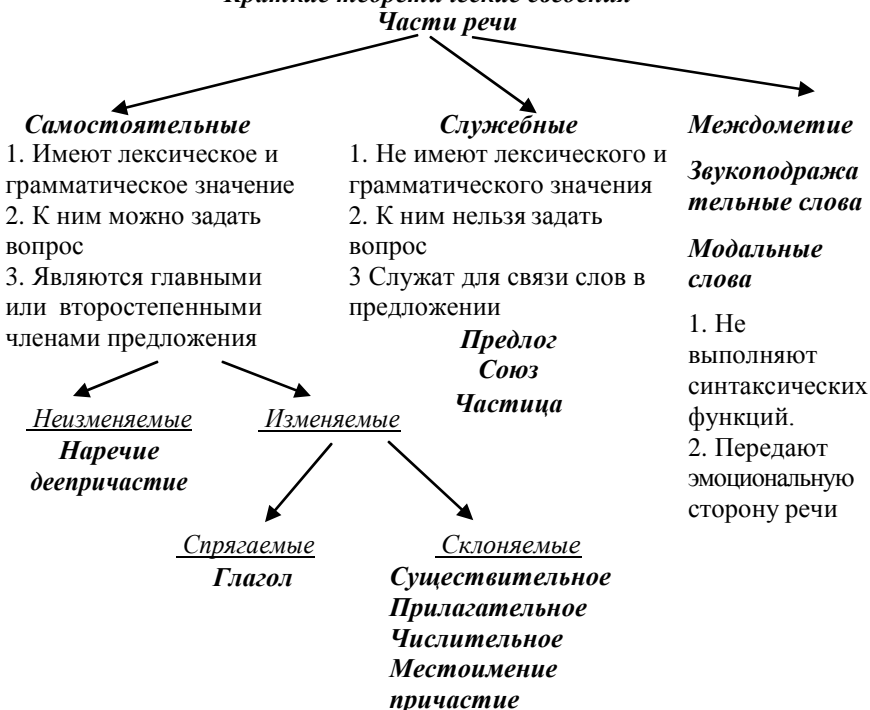 Краткие теоретические сведения
Части речи
Самостоятельные
1. Имеют лексическое и
грамматическое значение
2. К ним можно задать
вопрос
3. Являются главными
или второстепенными
членами предложения
Служебные
1. Не имеют лексического и
грамматического значения
2. К ним нельзя задать
вопрос
3 Служат для связи слов в
предложении
Предлог
Союз
Частица
Междометие
Звукоподража
тельные слова
Модальные
слова
1. Не
выполняют
синтаксических
функций.
2. Передают
эмоциональную
сторону речи
Неизменяемые
Наречие
деепричастие
Изменяемые
Спрягаемые
Глагол
Склоняемые
Существительное
Прилагательное
Числительное
Местоимение
причастие